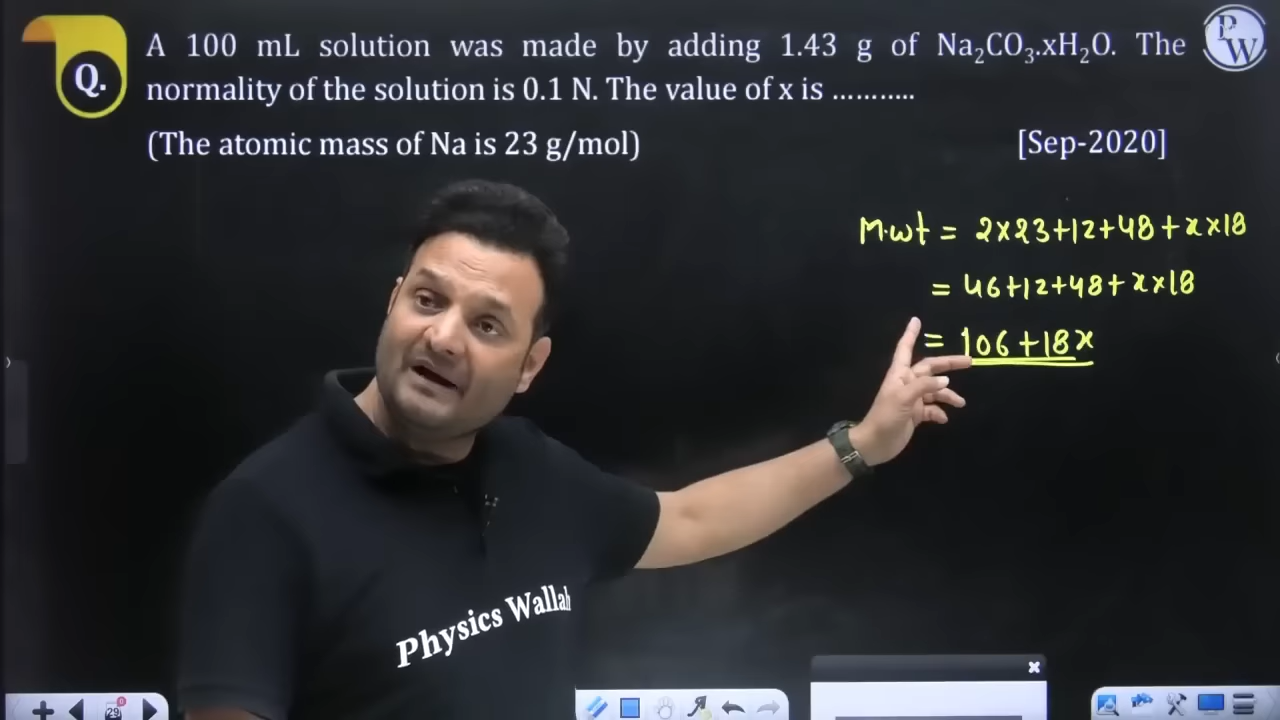 Q.
A 100 mL solution was made by adding 1.43 g of Na₂CO₃.xH₂O. The
normality of the solution is 0.1 N. The value of x is ...........
(The atomic mass of Na is 23 g/mol)
[Sep-2020]
PW
M.wt = 2×23+12+48+x×18
= 46+12+48+x×18
= 106+18x
Physics Wallah
29